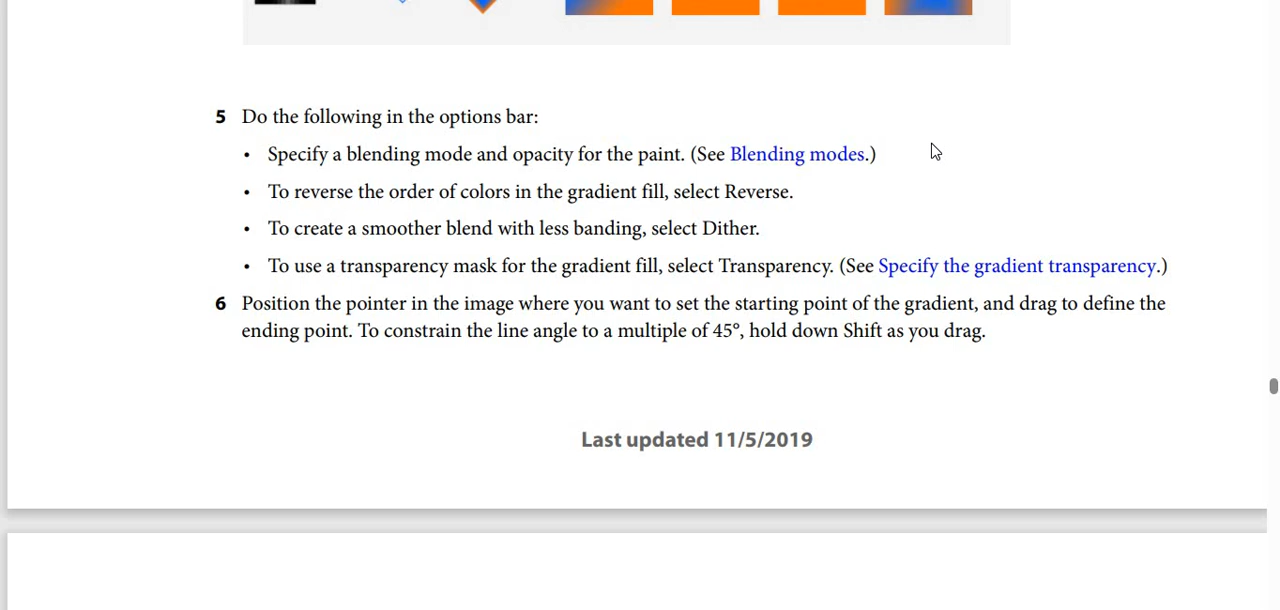 5 Do the following in the options bar:
• Specify a blending mode and opacity for the paint. (See Blending modes.)
• To reverse the order of colors in the gradient fill, select Reverse.
• To create a smoother blend with less banding, select Dither.
• To use a transparency mask for the gradient fill, select Transparency. (See Specify the gradient transparency.)
6 Position the pointer in the image where you want to set the starting point of the gradient, and drag to define the
ending point. To constrain the line angle to a multiple of 45°, hold down Shift as you drag.
Last updated 11/5/2019